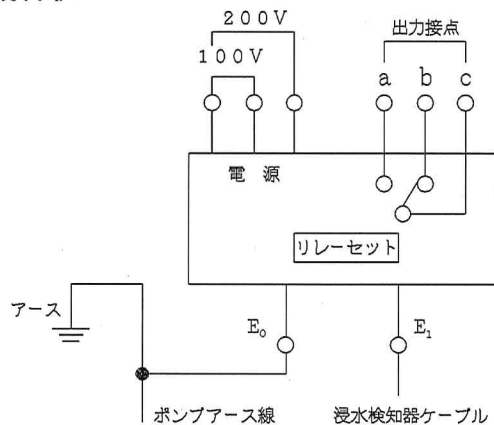 200V
100V
出力接点
a b c
電 源
リレーセット
アース
E₀
E₁
ポンプアース線
浸水検知器ケーブル